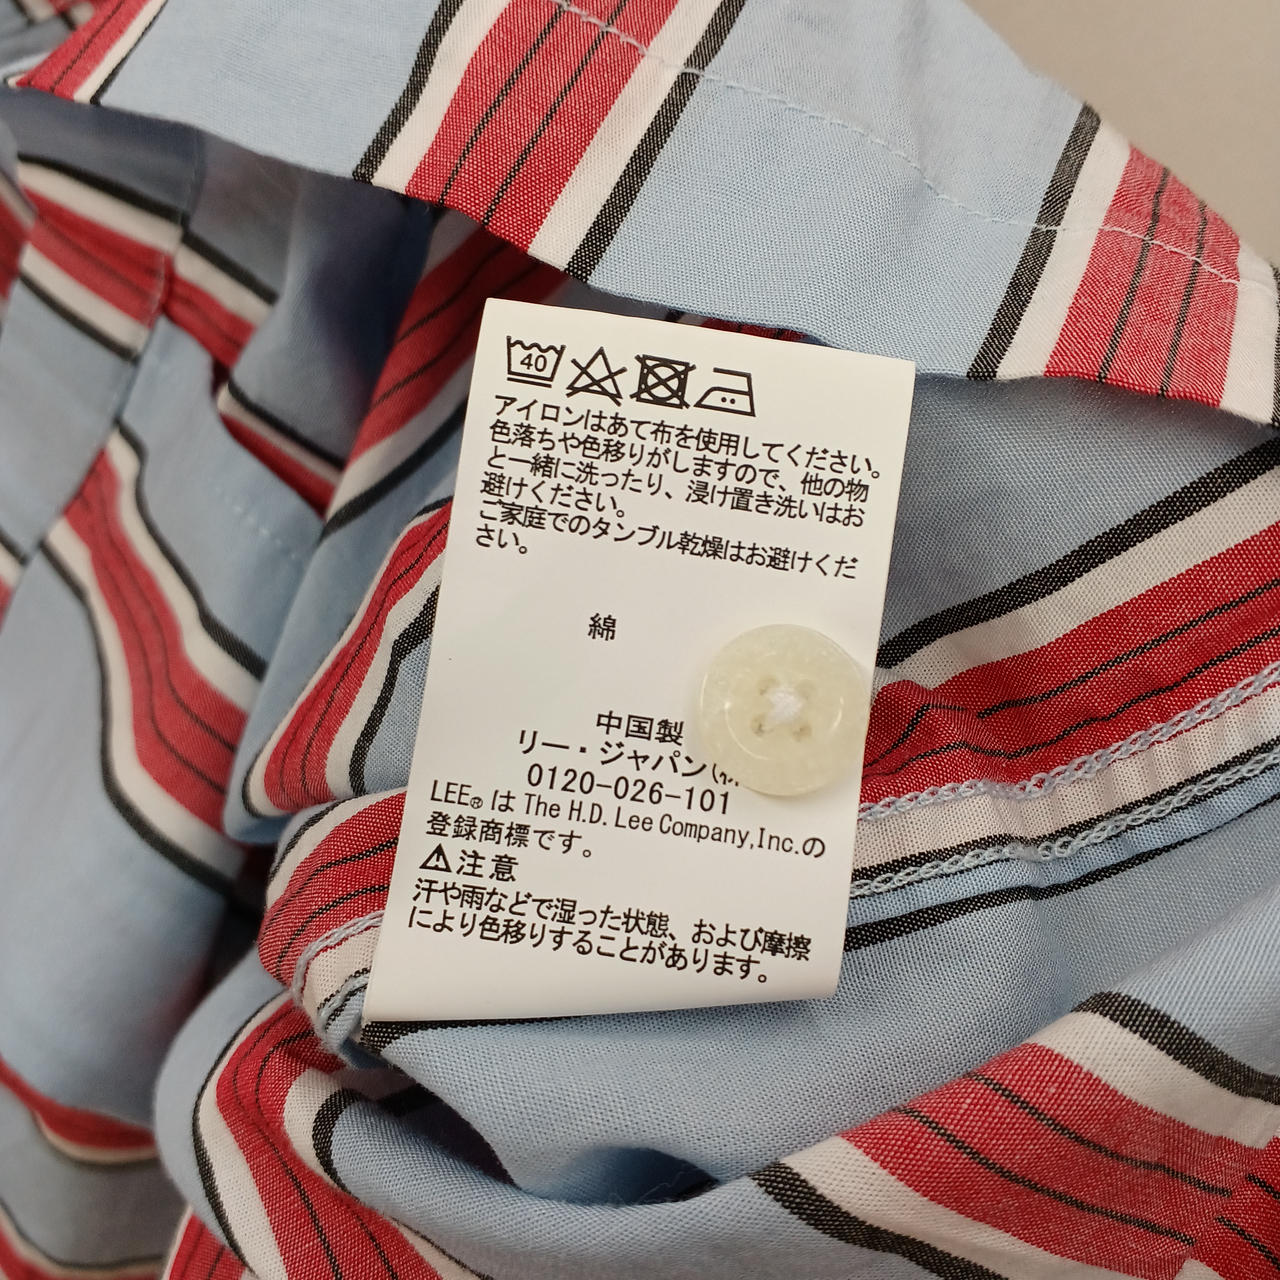 40
アイロンはあて布を使用してください。
色落ちや色移りがしますので、他の物
と一緒に洗ったり、浸け置き洗いはお
避けください。
ご家庭でのタンブル乾燥はお避けくだ
さい。
綿
中国製
リー・ジャパン
0120-026-101
LEE® は The H.D. Lee Company,Inc.の
登録商標です。
⚠注意
汗や雨などで湿った状態、および摩擦
により色移りすることがあります。